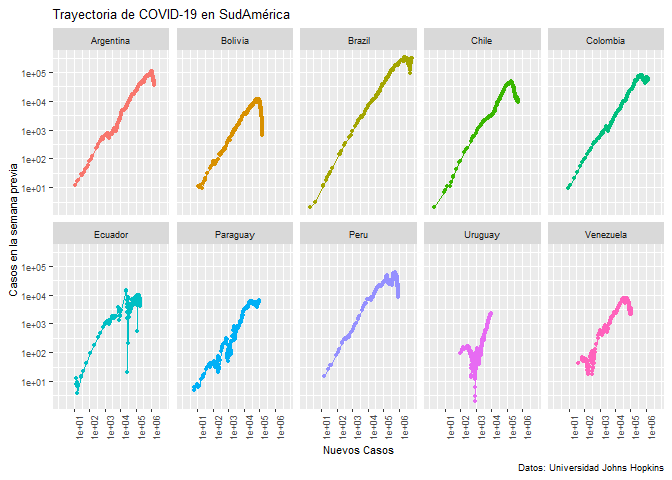 Trayectoria de COVID-19 en SudAmérica
Argentina Bolivia Brazil Chile Colombia
1e+05
1e+04
1e+03
1e+02
1e+01
Ecuador Paraguay Peru Uruguay Venezuela
1e+05
1e+04
1e+03
1e+02
1e+01
Casos en la semana previa
1e+01 1e+02 1e+03 1e+04 1e+05 1e+06 1e+01 1e+02 1e+03 1e+04 1e+05 1e+06 1e+01 1e+02 1e+03 1e+04 1e+05 1e+06 1e+01 1e+02 1e+03 1e+04 1e+05 1e+06 1e+01 1e+02 1e+03 1e+04 1e+05 1e+06
Nuevos Casos
Datos: Universidad Johns Hopkins